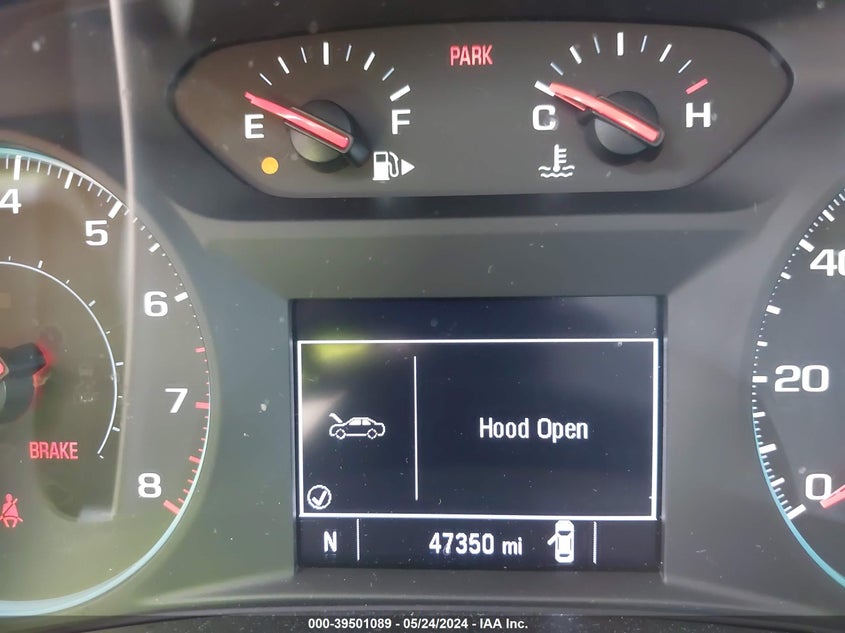 PARK
E F
C H
4
5
6
7
8
BRAKE
40
20
0
Hood Open
N 47350 mi
000-39501089 - 05/24/2024 - IAA Inc.